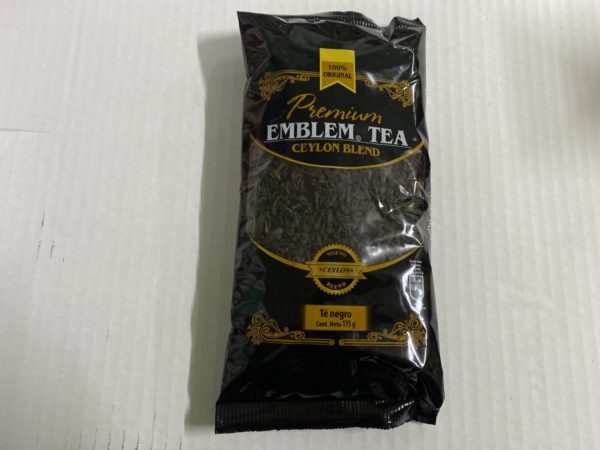 100%
ORIGINAL
Premium
EMBLEM® TEA
CEYLON BLEND
NUEVO
•CEYLON•
BLEND
Té negro
Cont. Neto 115 g